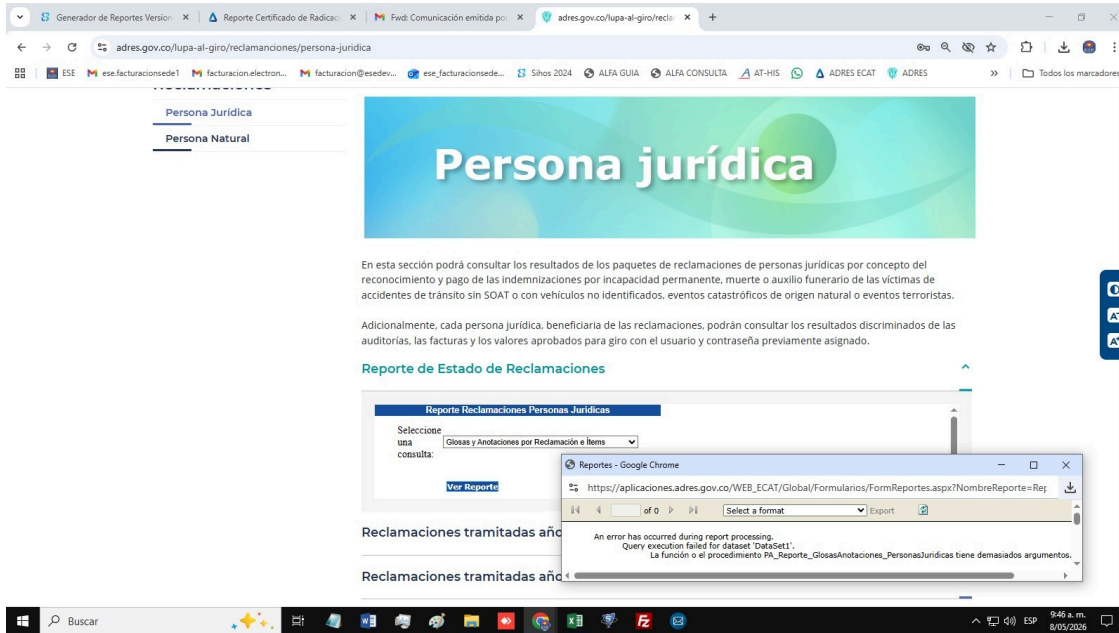 Generador de Reportes Version
Reporte Certificado de Radicaci
Fwd: Comunicación emitida por
adres.gov.co/lupa-al-giro/reclam
adres.gov.co/lupa-al-giro/reclamanciones/persona-juridica
ESE
ese.facturacionsede1
facturacion.electron...
facturacion@esedev...
ese_facturacionsede...
Sihos 2024
ALFA GUIA
ALFA CONSULTA
AT-HIS
ADRES ECAT
ADRES
»
Todos los marcadores
Reclamaciones
Persona Jurídica
Persona Natural
Persona jurídica
En esta sección podrá consultar los resultados de los paquetes de reclamaciones de personas jurídicas por concepto del
reconocimiento y pago de las indemnizaciones por incapacidad permanente, muerte o auxilio funerario de las víctimas de
accidentes de tránsito sin SOAT o con vehículos no identificados, eventos catastróficos de origen natural o eventos terroristas.
Adicionalmente, cada persona jurídica, beneficiaria de las reclamaciones, podrán consultar los resultados discriminados de las
auditorías, las facturas y los valores aprobados para giro con el usuario y contraseña previamente asignado.
Reporte de Estado de Reclamaciones
Reporte Reclamaciones Personas Juridicas
Seleccione
una
consulta:
Glosas y Anotaciones por Reclamación e Ítems
Ver Reporte
Reportes - Google Chrome
https://aplicaciones.adres.gov.co/WEB_ECAT/Global/Formularios/FormReportes.aspx?NombreReporte=Rep
of 0
Select a format
Export
An error has occurred during report processing.
Query execution failed for dataset 'DataSet1'.
La función o el procedimiento PA_Reporte_GlosasAnotaciones_PersonasJuridicas tiene demasiados argumentos.
Reclamaciones tramitadas año
Reclamaciones tramitadas año
Buscar
ESP
9:46 a. m.
8/05/2026